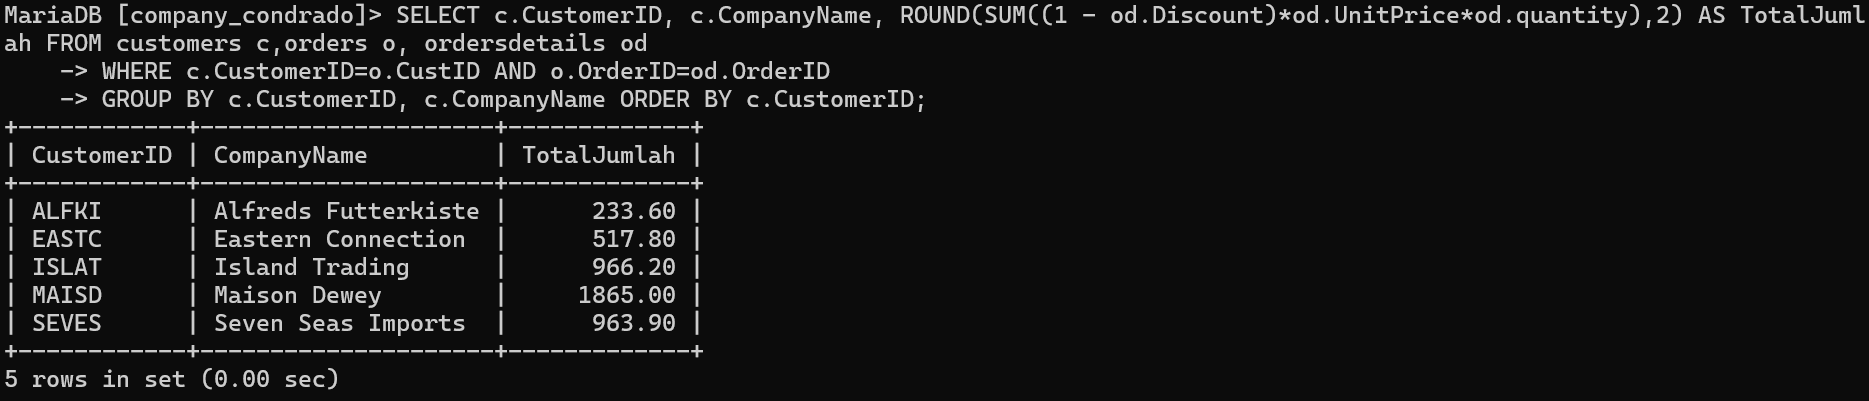 MariaDB [company_condrado]> SELECT c.CustomerID, c.CompanyName, ROUND(SUM((1 - od.Discount)*od.UnitPrice*od.quantity),2) AS TotalJuml
ah FROM customers c,orders o, ordersdetails od
    -> WHERE c.CustomerID=o.CustID AND o.OrderID=od.OrderID
    -> GROUP BY c.CustomerID, c.CompanyName ORDER BY c.CustomerID;
+------------+--------------------+-------------+
| CustomerID | CompanyName        | TotalJumlah |
+------------+--------------------+-------------+
| ALFKI      | Alfreds Futterkiste |      233.60 |
| EASTC      | Eastern Connection  |      517.80 |
| ISLAT      | Island Trading      |      966.20 |
| MAISD      | Maison Dewey        |     1865.00 |
| SEVES      | Seven Seas Imports  |      963.90 |
+------------+---------------------+-------------+
5 rows in set (0.00 sec)